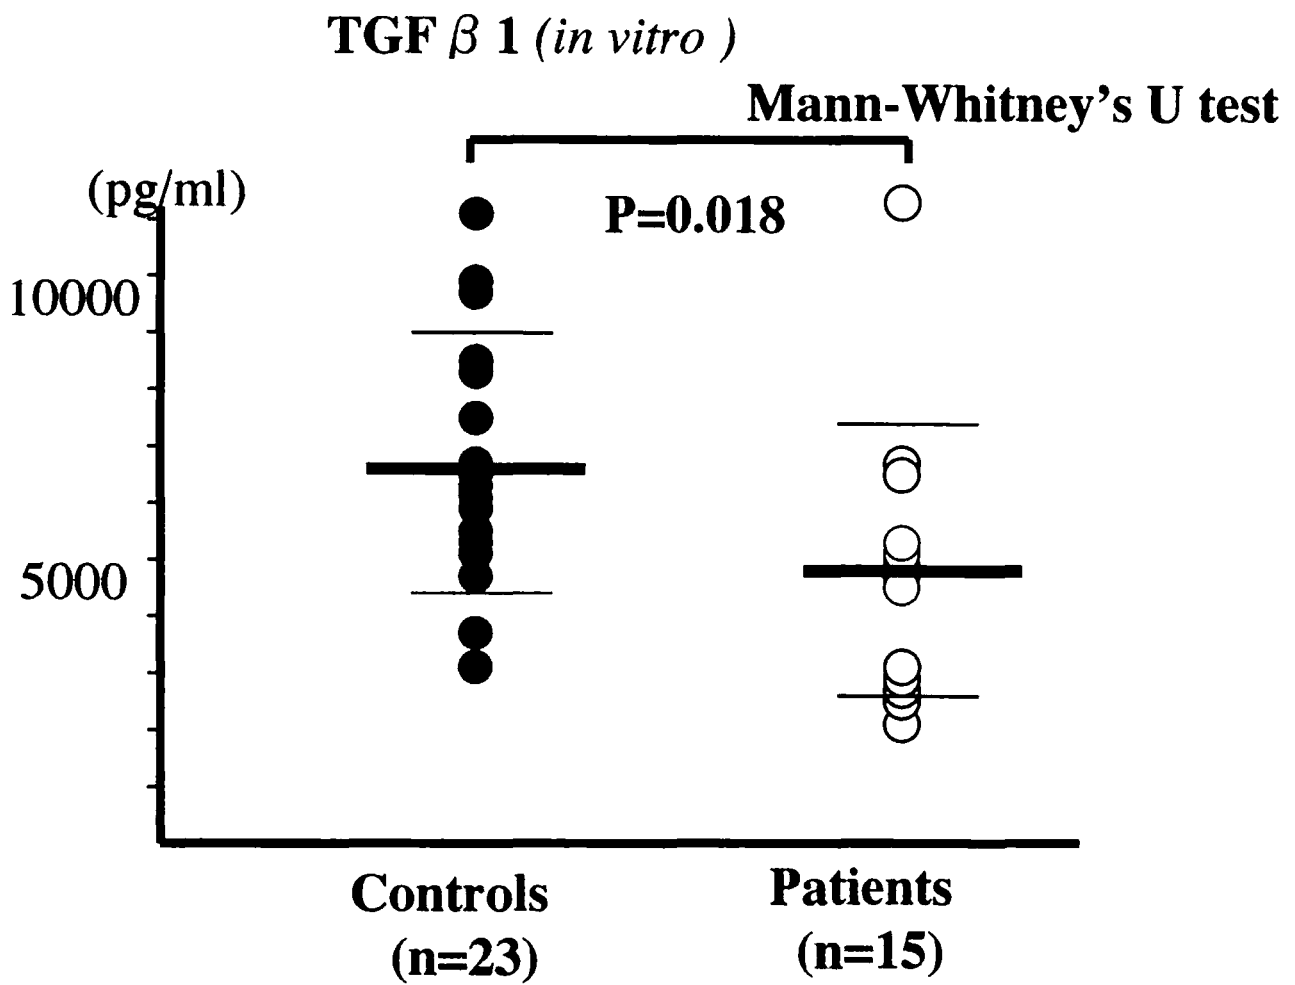 TGF β 1 (in vitro )
Mann-Whitney’s U test
(pg/ml)
P=0.018
10000
5000
Controls
(n=23)
Patients
(n=15)